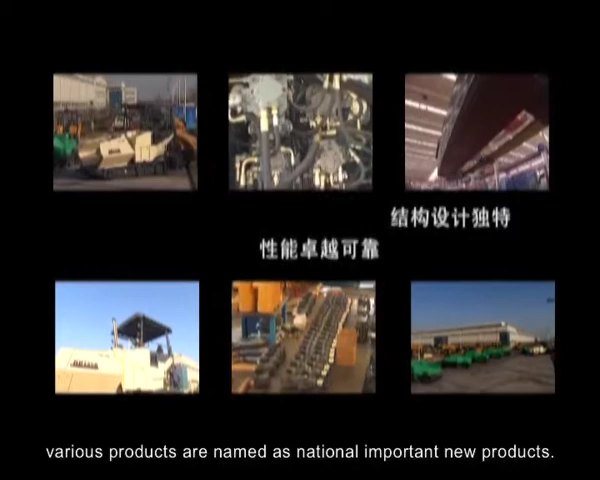 结构设计独特
性能卓越可靠
various products are named as national important new products.